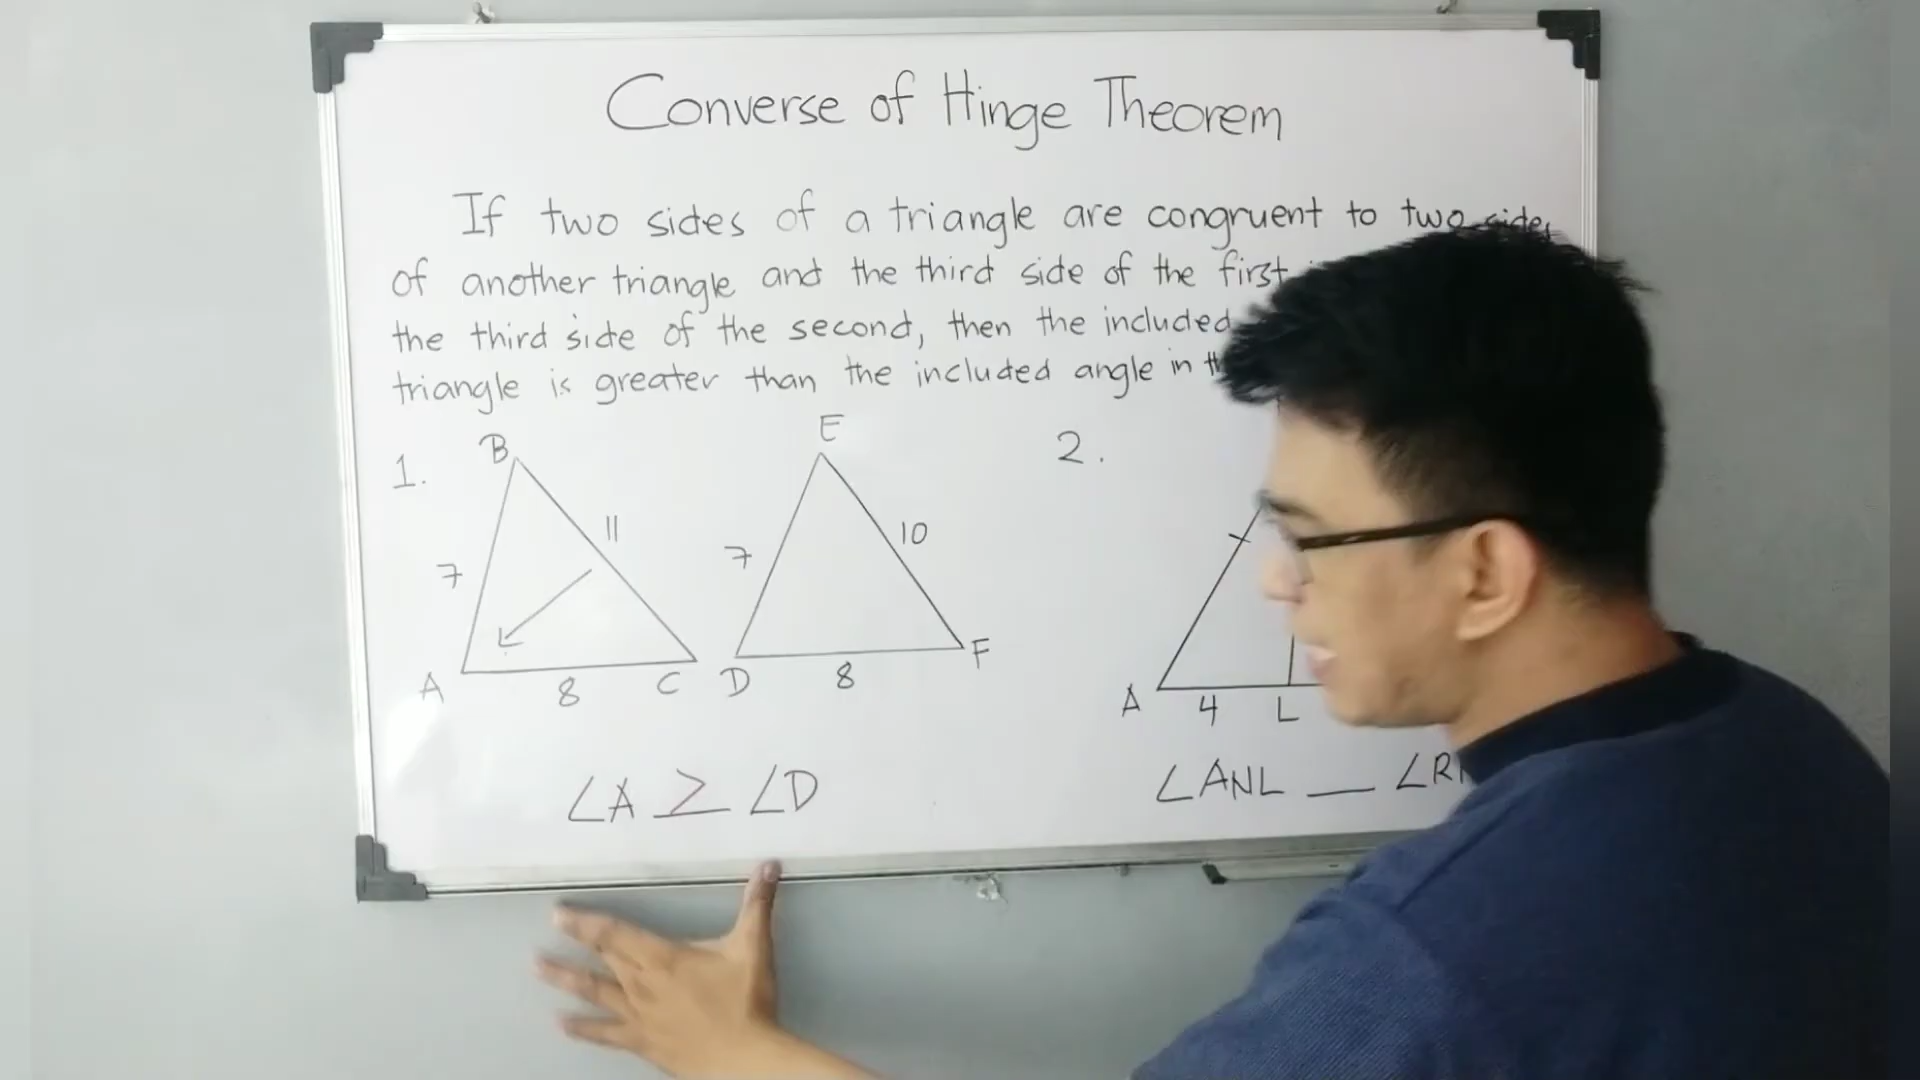 Converse of Hinge Theorem
If two sides of a triangle are congruent to two sides
of another triangle and the third side of the first
the third side of the second, then the included
triangle is greater than the included angle in
1.
B
11
7
A
8
C
E
7
10
D
8
F
∠A > ∠D
2.
A
4
L
∠ANL __ ∠R